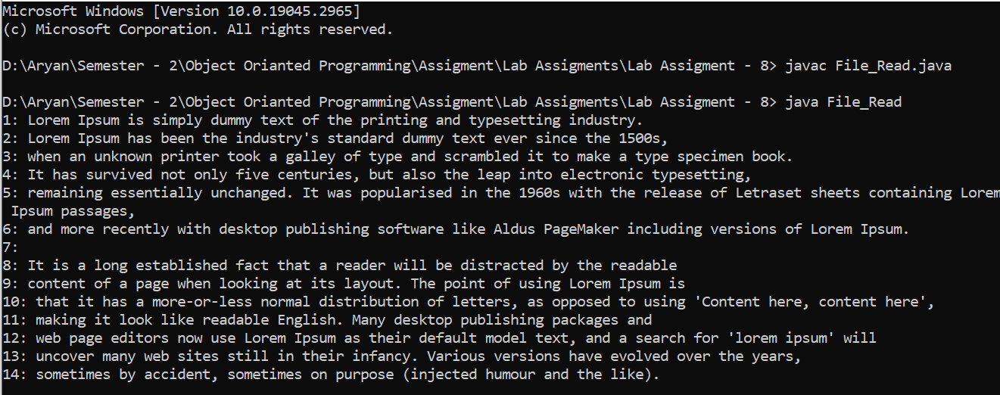 Microsoft Windows [Version 10.0.19045.2965]
(c) Microsoft Corporation. All rights reserved.
D:\Aryan\Semester - 2\Object Orianted Programming\Assigment\Lab Assigments\Lab Assigment - 8> javac File_Read.java
D:\Aryan\Semester - 2\Object Orianted Programming\Assigment\Lab Assigments\Lab Assigment - 8> java File_Read
1: Lorem Ipsum is simply dummy text of the printing and typesetting industry.
2: Lorem Ipsum has been the industry's standard dummy text ever since the 1500s,
3: when an unknown printer took a galley of type and scrambled it to make a type specimen book.
4: It has survived not only five centuries, but also the leap into electronic typesetting,
5: remaining essentially unchanged. It was popularised in the 1960s with the release of Letraset sheets containing Lorem
Ipsum passages,
6: and more recently with desktop publishing software like Aldus PageMaker including versions of Lorem Ipsum.
7:
8: It is a long established fact that a reader will be distracted by the readable
9: content of a page when looking at its layout. The point of using Lorem Ipsum is
10: that it has a more-or-less normal distribution of letters, as opposed to using 'Content here, content here',
11: making it look like readable English. Many desktop publishing packages and
12: web page editors now use Lorem Ipsum as their default model text, and a search for 'lorem ipsum' will
13: uncover many web sites still in their infancy. Various versions have evolved over the years,
14: sometimes by accident, sometimes on purpose (injected humour and the like).